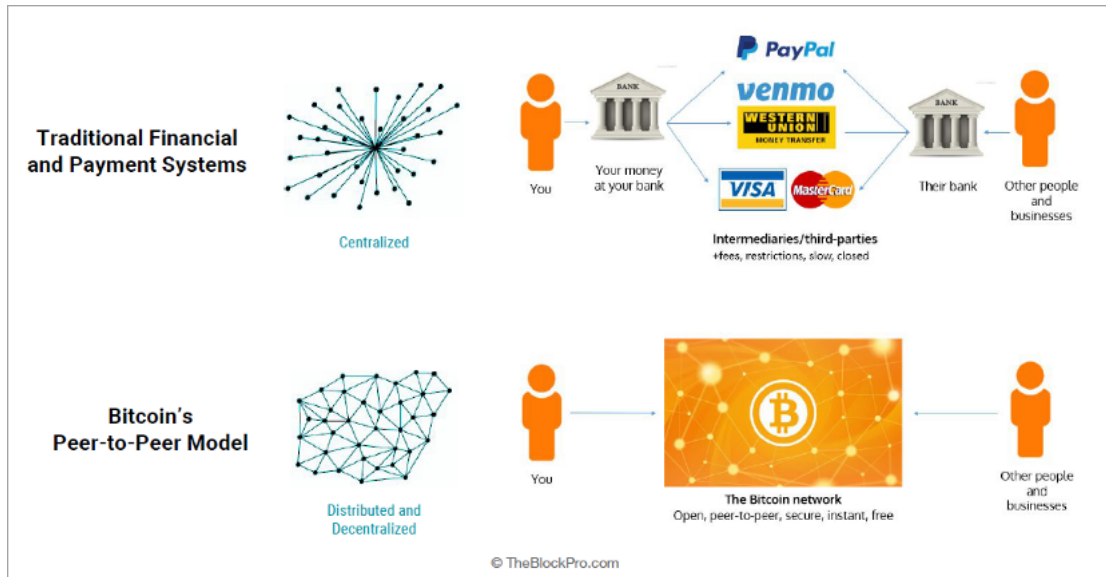 Traditional Financial
and Payment Systems
Centralized
You
BANK
Your money
at your bank
PayPal
venmo
WESTERN
UNION
MONEY TRANSFER
VISA
MasterCard
Intermediaries/third-parties
+fees, restrictions, slow, closed
BANK
Their bank
Other people
and
businesses
Bitcoin's
Peer-to-Peer Model
Distributed and
Decentralized
You
The Bitcoin network
Open, peer-to-peer, secure, instant, free
Other people
and
businesses
© TheBlockPro.com